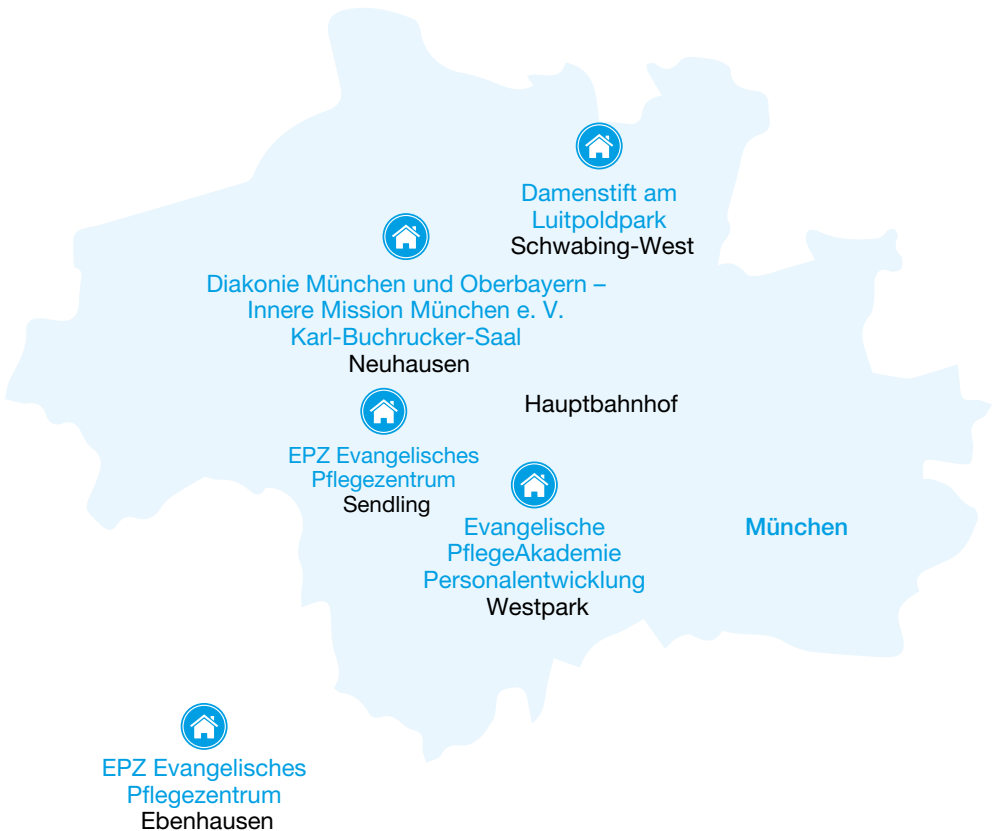 Damenstift am
Luitpoldpark
Schwabing-West
Diakonie München und Oberbayern –
Innere Mission München e. V.
Karl-Buchrucker-Saal
Neuhausen
Hauptbahnhof
EPZ Evangelisches
Pflegezentrum
Sendling
Evangelische
PflegeAkademie
Personalentwicklung
Westpark
München
EPZ Evangelisches
Pflegezentrum
Ebenhausen